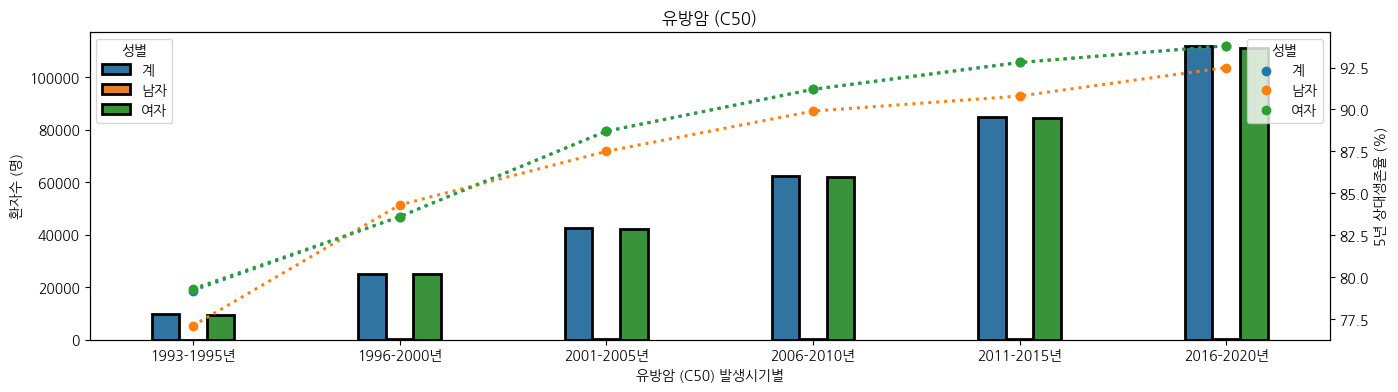 유방암 (C50)
성별
계
남자
여자
성별
계
남자
여자
환자수 (명)
100000
80000
60000
40000
20000
0
5년 상대생존율 (%)
92.5
90.0
87.5
85.0
82.5
80.0
77.5
1993-1995년 1996-2000년 2001-2005년 2006-2010년 2011-2015년 2016-2020년
유방암 (C50) 발생시기별